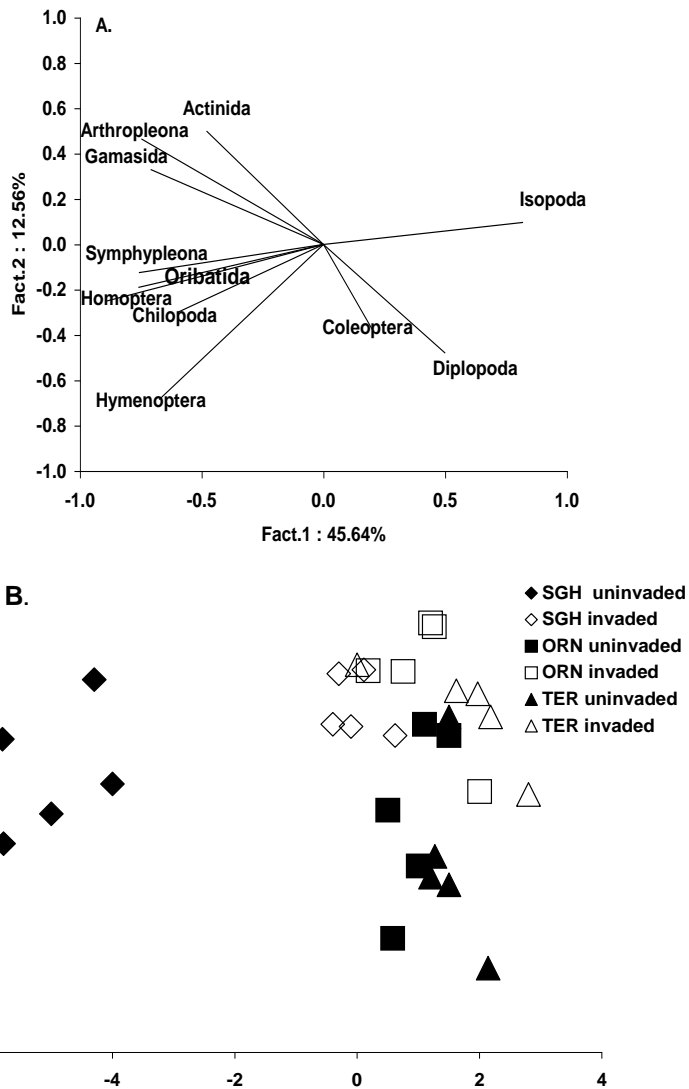 A.
1.0
0.8
0.6
0.4
0.2
0.0
-0.2
-0.4
-0.6
-0.8
-1.0
Fact.2 : 12.56%
Actinida
Arthropleona
Gamasida
Isopoda
Symphypleona
Oribatida
Homoptera
Chilopoda
Coleoptera
Diplopoda
Hymenoptera
-1.0 -0.5 0.0 0.5 1.0
Fact.1 : 45.64%
B.
SGH uninvaded
SGH invaded
ORN uninvaded
ORN invaded
TER uninvaded
TER invaded
-4 -2 0 2 4